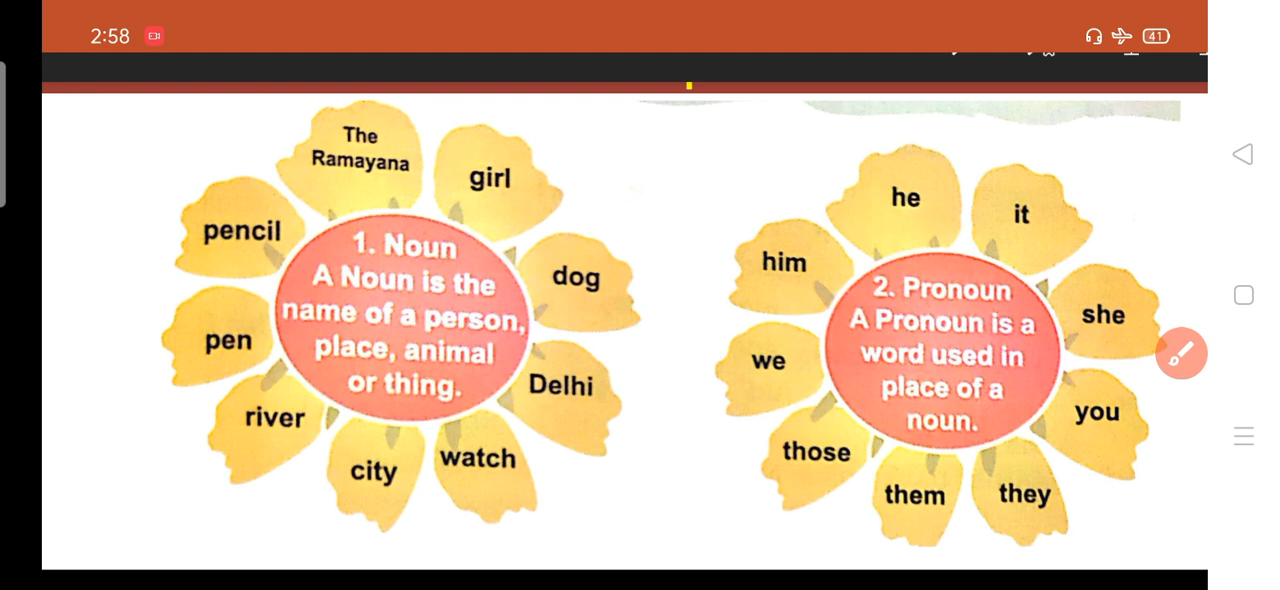 2:58
41
The
Ramayana
girl
dog
Delhi
watch
city
river
pen
pencil
1. Noun
A Noun is the
name of a person,
place, animal
or thing.
he
it
she
you
they
them
those
we
him
2. Pronoun
A Pronoun is a
word used in
place of a
noun.